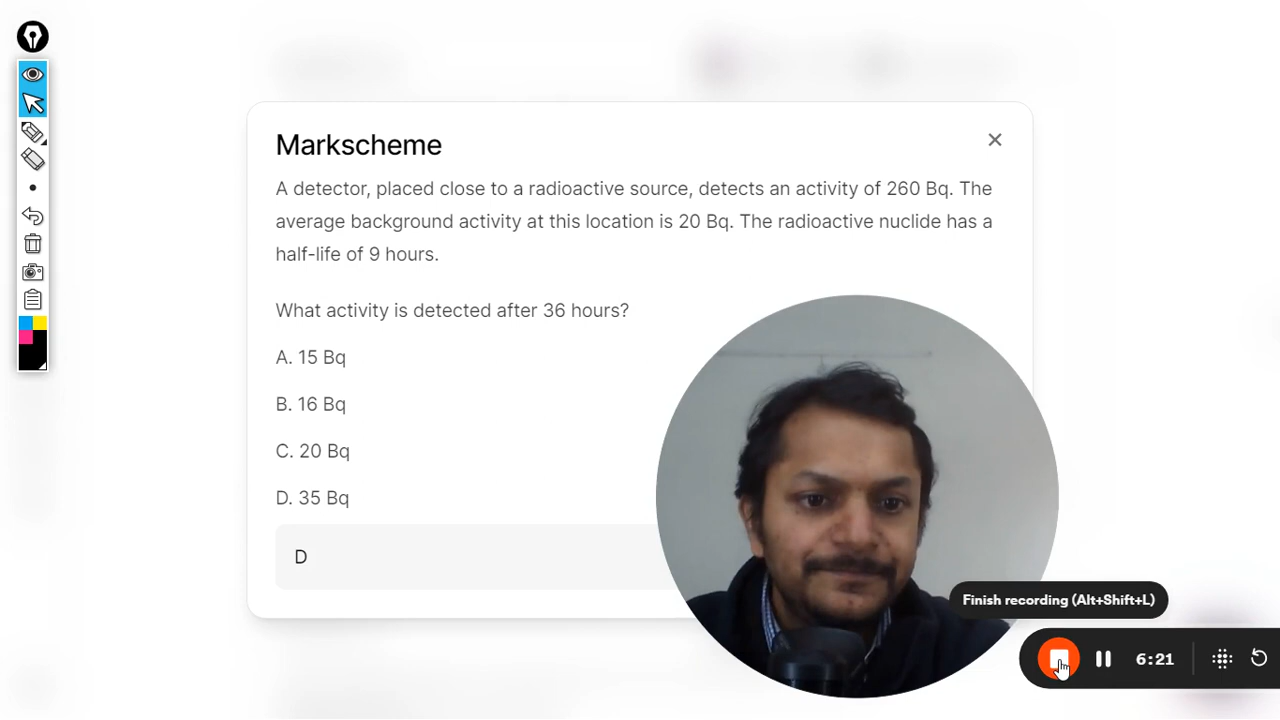 Markscheme
A detector, placed close to a radioactive source, detects an activity of 260 Bq. The
average background activity at this location is 20 Bq. The radioactive nuclide has a
half-life of 9 hours.
What activity is detected after 36 hours?
A. 15 Bq
B. 16 Bq
C. 20 Bq
D. 35 Bq
D
Finish recording (Alt+Shift+L)
6:21